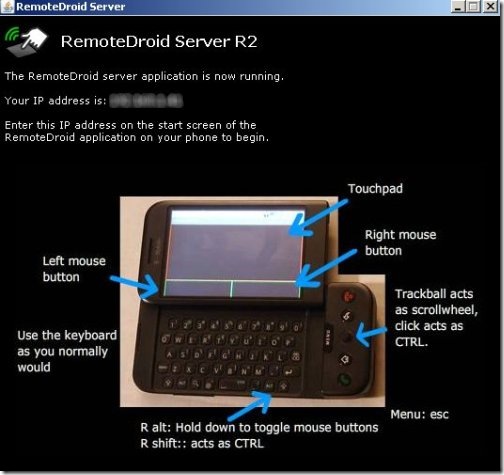 RemoteDroid Server
RemoteDroid Server R2
The RemoteDroid server application is now running.
Your IP address is:
Enter this IP address on the start screen of the
RemoteDroid application on your phone to begin.
Touchpad
Right mouse
button
Left mouse
button
Trackball acts
as scrollwheel,
click acts as
CTRL.
Use the keyboard
as you normally
would
MENU
Menu: esc
R alt: Hold down to toggle mouse buttons
R shift:: acts as CTRL